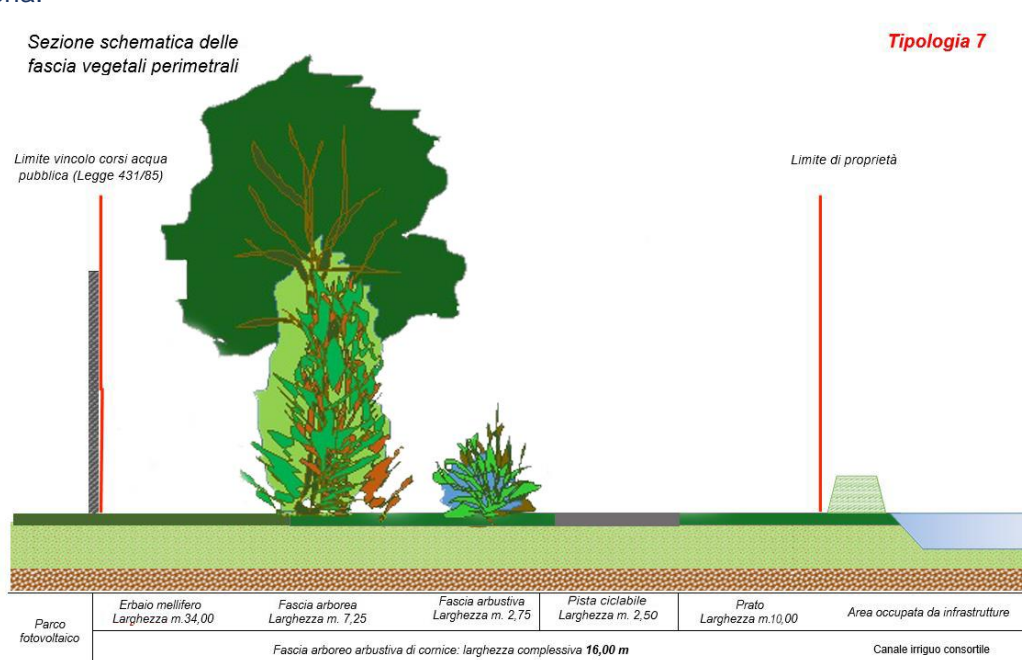 Sezione schematica delle
fascia vegetali perimetrali
Tipologia 7
Limite vincolo corsi acqua
pubblica (Legge 431/85)
Limite di proprietà
Parco
fotovoltaico
Erbaio mellifero
Larghezza m.34,00
Fascia arborea
Larghezza m. 7,25
Fascia arbustiva
Larghezza m. 2,75
Pista ciclabile
Larghezza m. 2,50
Prato
Larghezza m.10,00
Area occupata da infrastrutture
Fascia arboreo arbustiva di cornice: larghezza complessiva 16,00 m
Canale irriguo consortile